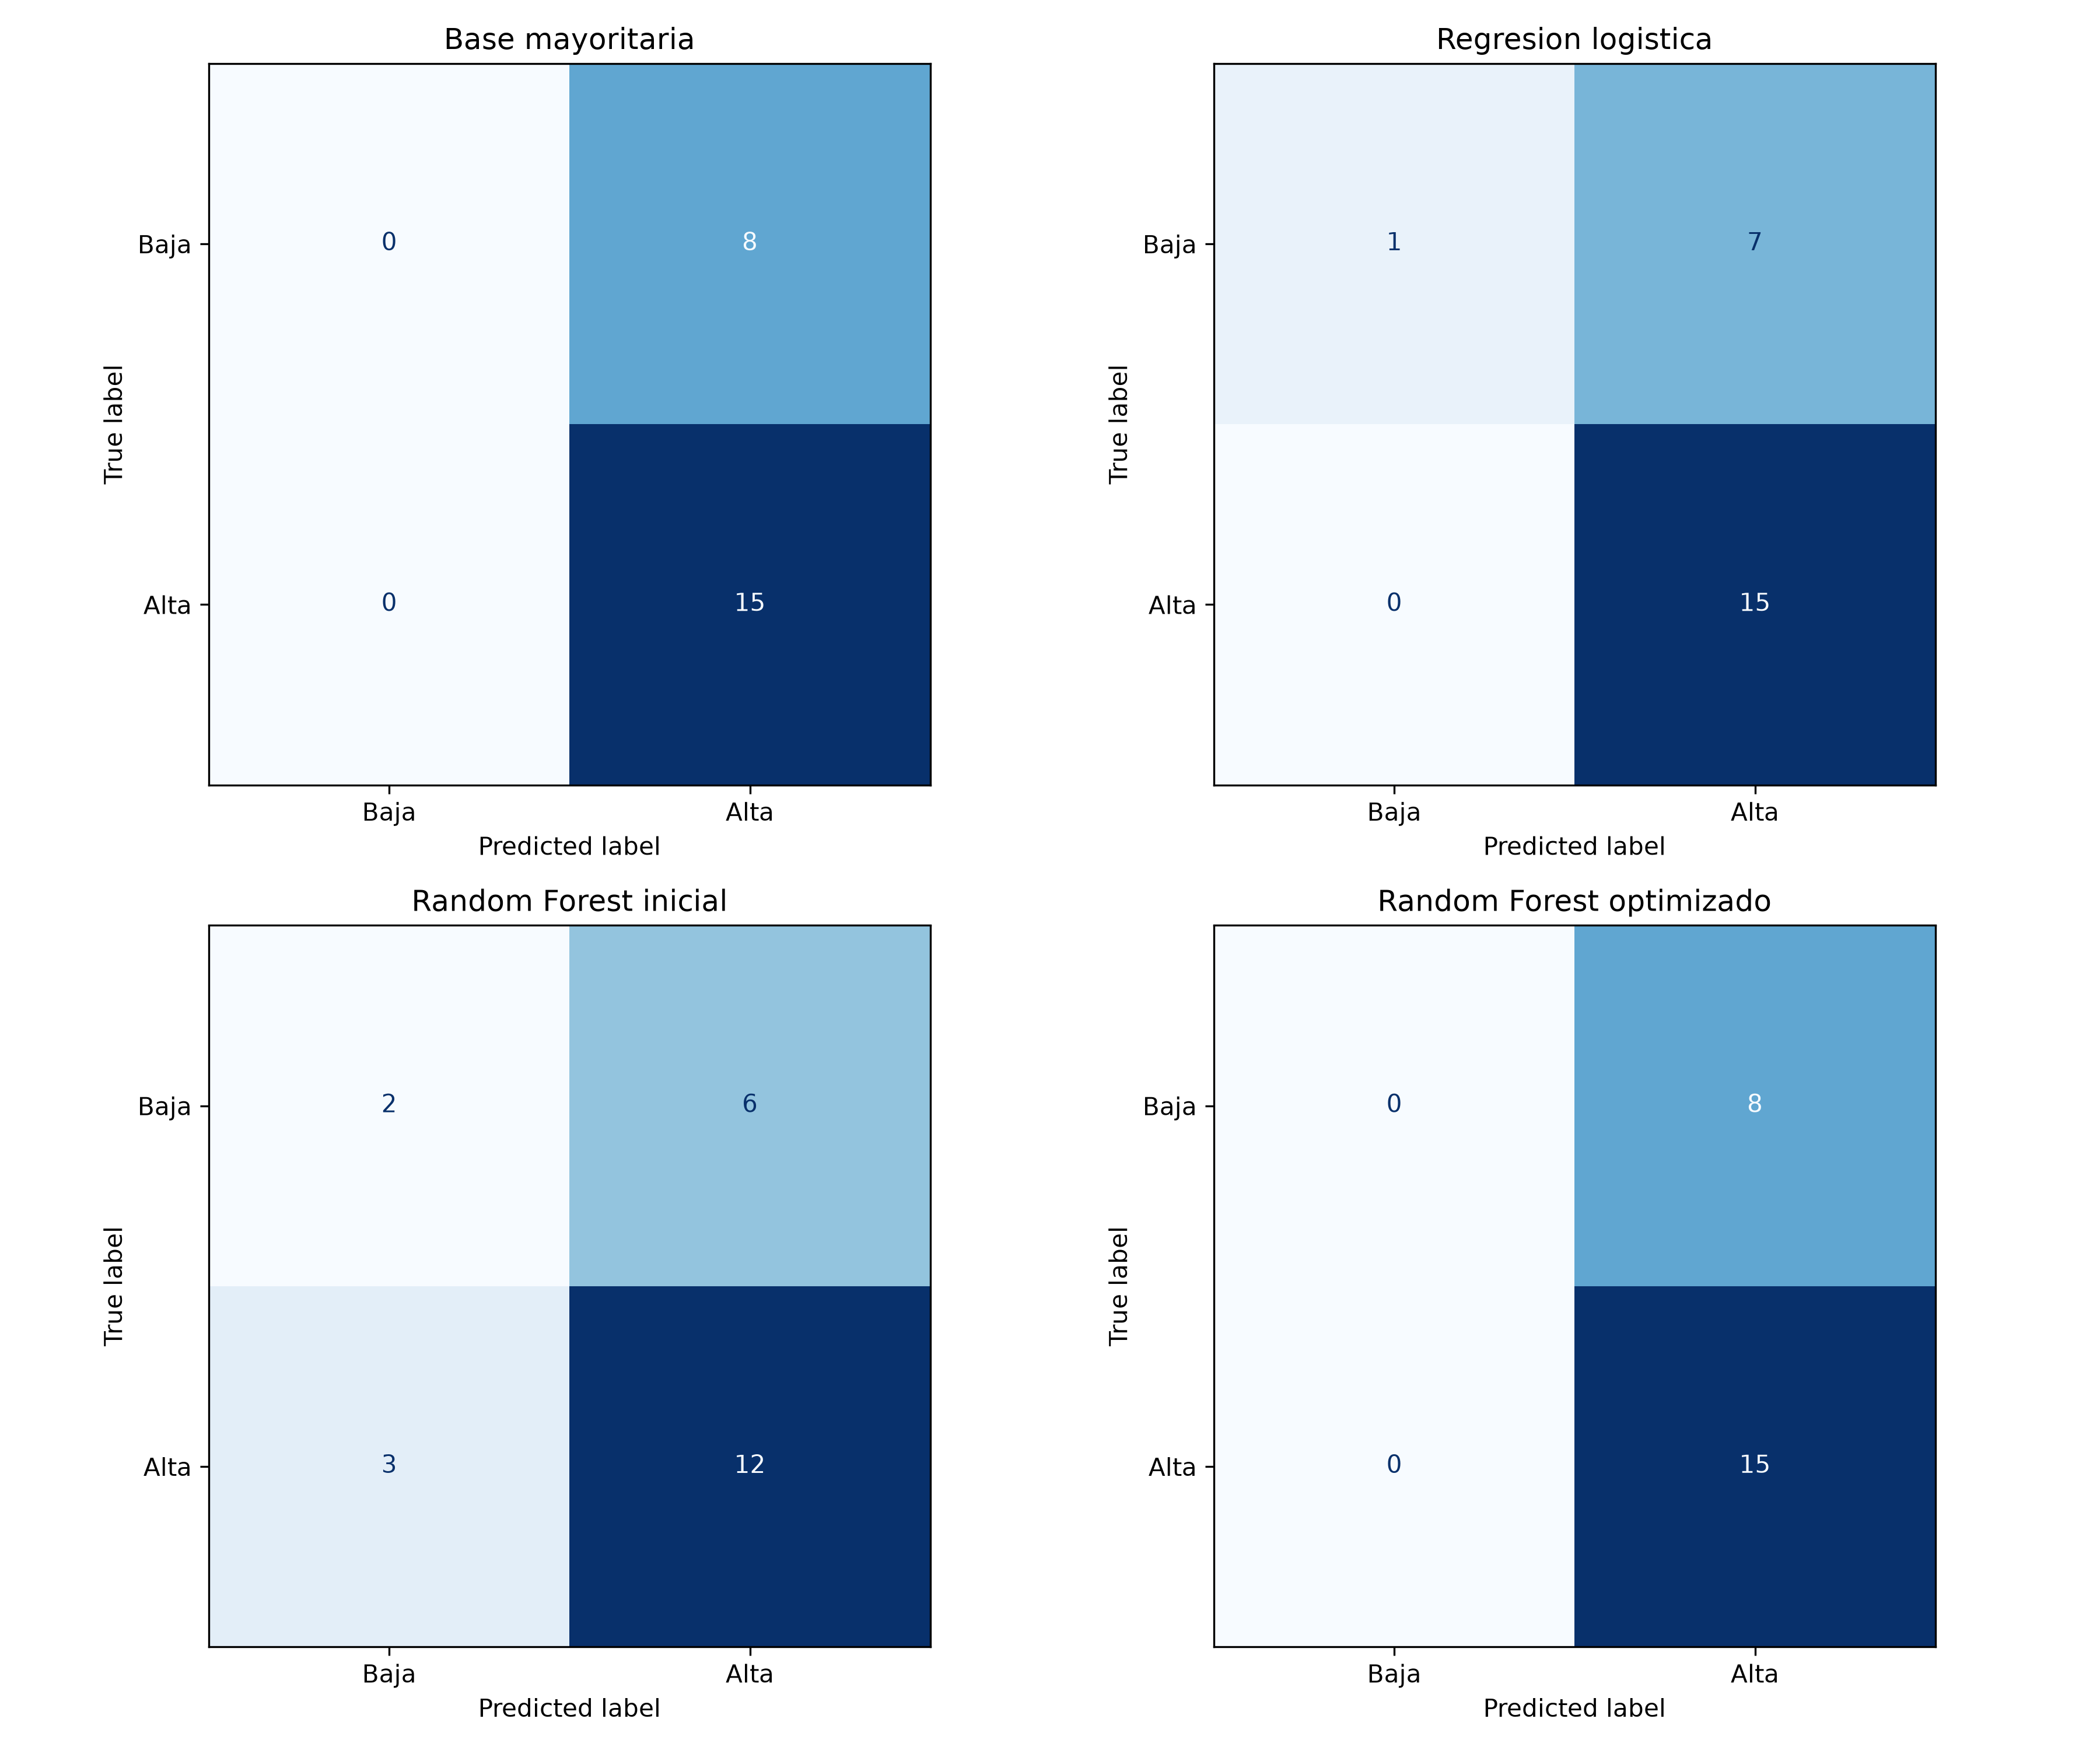 Base mayoritaria
True label
Baja
0
8
Alta
0
15
Baja
Alta
Predicted label
Regresion logistica
True label
Baja
1
7
Alta
0
15
Baja
Alta
Predicted label
Random Forest inicial
True label
Baja
2
6
Alta
3
12
Baja
Alta
Predicted label
Random Forest optimizado
True label
Baja
0
8
Alta
0
15
Baja
Alta
Predicted label